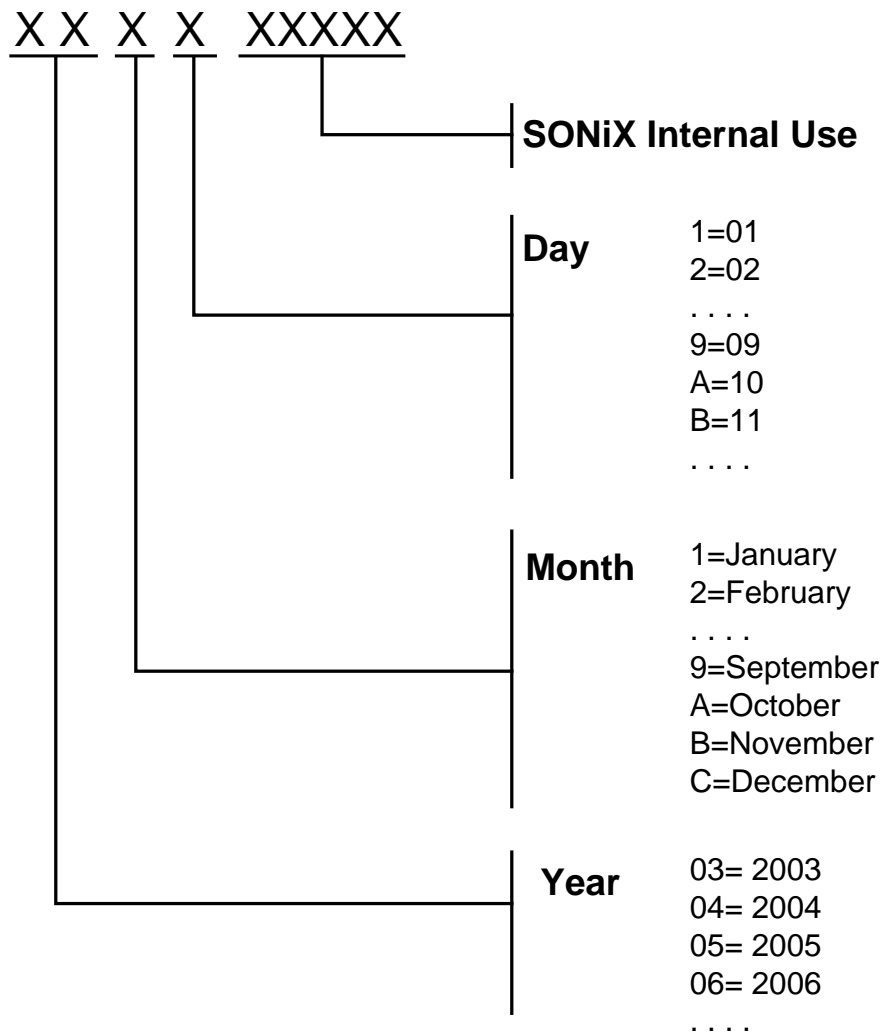 X X X X XXXXX
SONiX Internal Use
Day
1=01
2=02
. . . .
9=09
A=10
B=11
. . . .
Month
1=January
2=February
. . . .
9=September
A=October
B=November
C=December
Year
03= 2003
04= 2004
05= 2005
06= 2006
. . . .